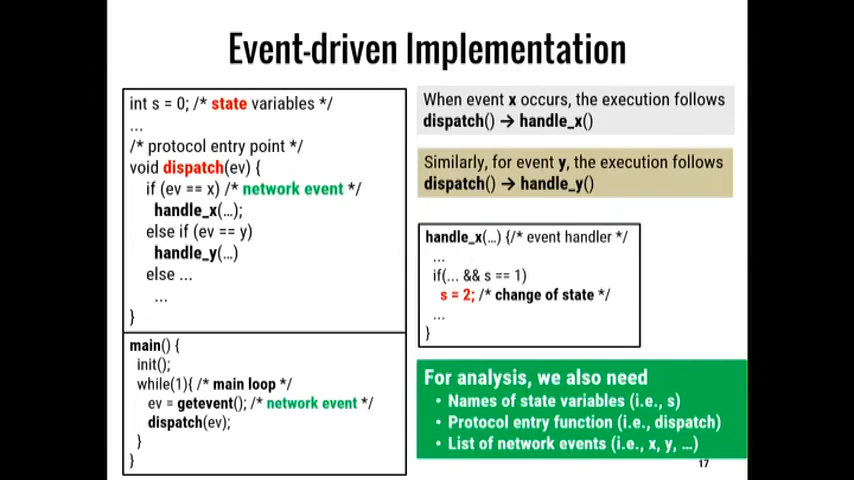 Event-driven Implementation
int s = 0; /* state variables */
...
/* protocol entry point */
void dispatch(ev) {
if (ev == x) /* network event */
handle_x(…);
else if (ev == y)
handle_y(…)
else ...
...
}
main() {
init();
while(1){ /* main loop */
ev = getevent(); /* network event */
dispatch(ev);
}
}
When event x occurs, the execution follows
dispatch() → handle_x()
Similarly, for event y, the execution follows
dispatch() → handle_y()
handle_x(…) {/* event handler */
...
if(... && s == 1)
s = 2; /* change of state */
...
}
For analysis, we also need
• Names of state variables (i.e., s)
• Protocol entry function (i.e., dispatch)
• List of network events (i.e., x, y, …)
17